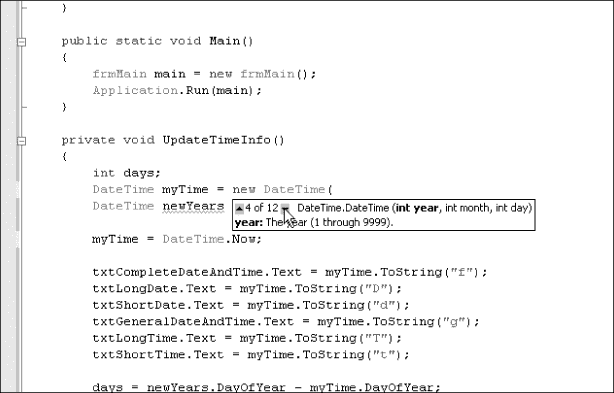 }
public static void Main()
{
frmMain main = new frmMain();
Application.Run(main);
}
private void UpdateTimeInfo()
{
int days;
DateTime myTime = new DateTime(
DateTime newYears
4 of 12 DateTime.DateTime (int year, int month, int day)
year: The year (1 through 9999).
myTime = DateTime.Now;
txtCompleteDateAndTime.Text = myTime.ToString("f");
txtLongDate.Text = myTime.ToString("D");
txtShortDate.Text = myTime.ToString("d");
txtGeneralDateAndTime.Text = myTime.ToString("g");
txtLongTime.Text = myTime.ToString("T");
txtShortTime.Text = myTime.ToString("t");
days = newYears.DayOfYear - myTime.DayOfYear;